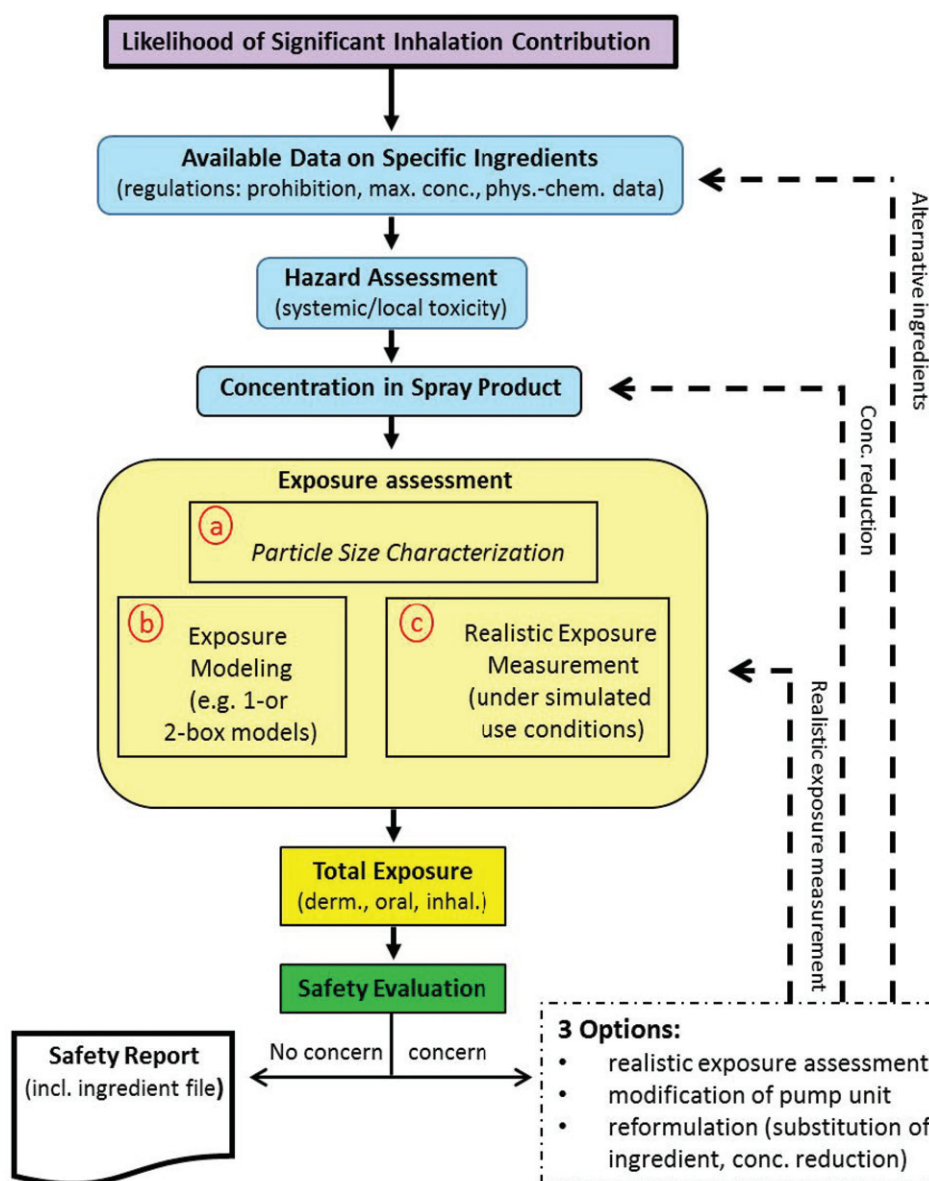 Likelihood of Significant Inhalation Contribution
Available Data on Specific Ingredients
(regulations: prohibition, max. conc., phys.-chem. data)
Hazard Assessment
(systemic/local toxicity)
Concentration in Spray Product
Exposure assessment
a
Particle Size Characterization
b
Exposure
Modeling
(e.g. 1-or
2-box models)
c
Realistic Exposure
Measurement
(under simulated
use conditions)
Total Exposure
(derm., oral, inhal.)
Safety Evaluation
No concern
concern
Safety Report
(incl. ingredient file)
3 Options:
• realistic exposure assessment
• modification of pump unit
• reformulation (substitution of
ingredient, conc. reduction)
Realistic exposure measurement
Conc. reduction
Alternative ingredients